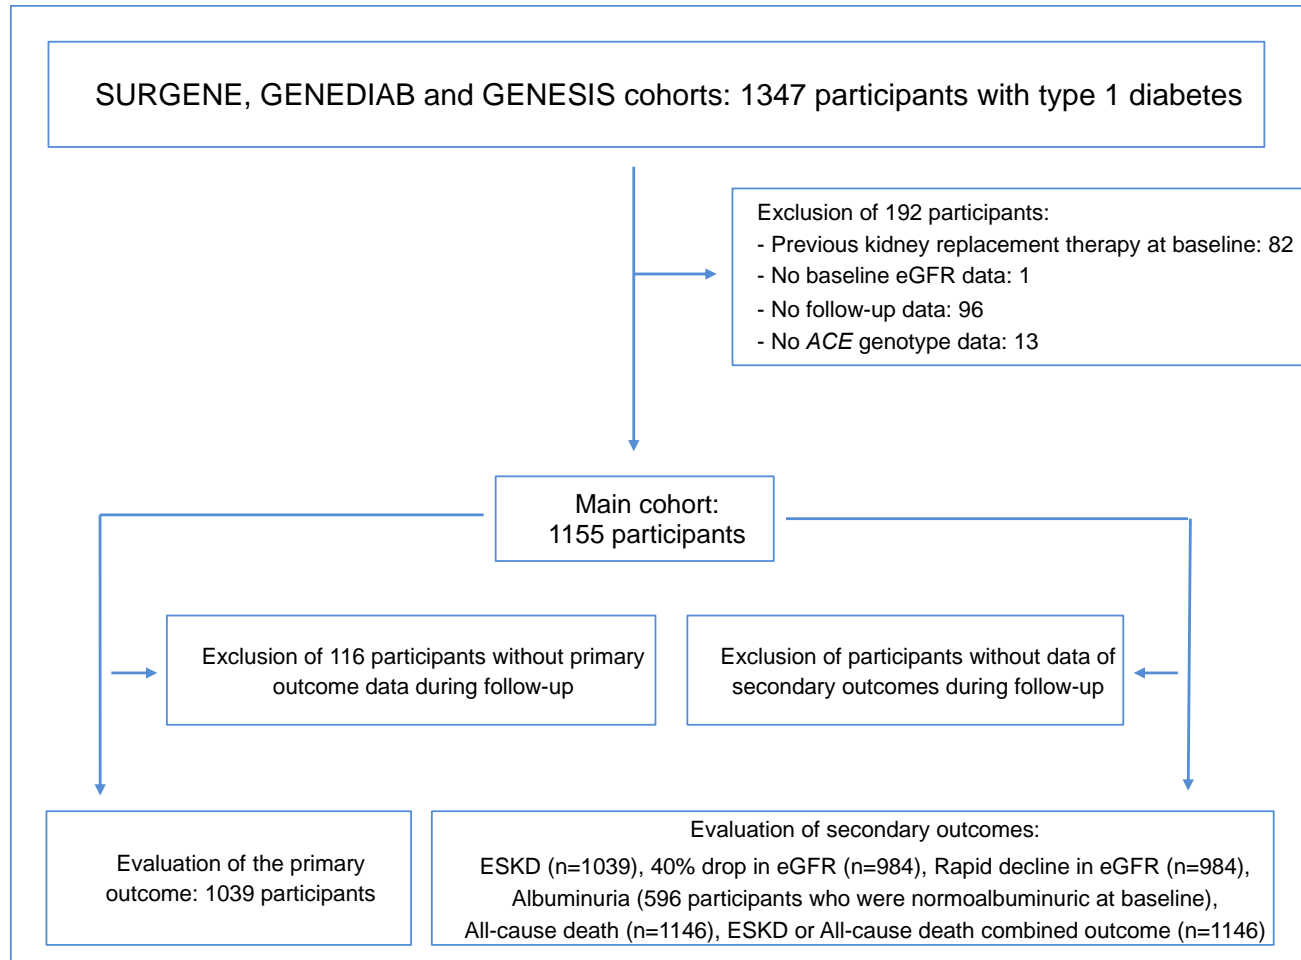 SURGENE, GENEDIAB and GENESIS cohorts: 1347 participants with type 1 diabetes
Exclusion of 192 participants:
- Previous kidney replacement therapy at baseline: 82
- No baseline eGFR data: 1
- No follow-up data: 96
- No ACE genotype data: 13
Main cohort:
1155 participants
Exclusion of 116 participants without primary
outcome data during follow-up
Exclusion of participants without data of
secondary outcomes during follow-up
Evaluation of the primary
outcome: 1039 participants
Evaluation of secondary outcomes:
ESKD (n=1039), 40% drop in eGFR (n=984), Rapid decline in eGFR (n=984),
Albuminuria (596 participants who were normoalbuminuric at baseline),
All-cause death (n=1146), ESKD or All-cause death combined outcome (n=1146)